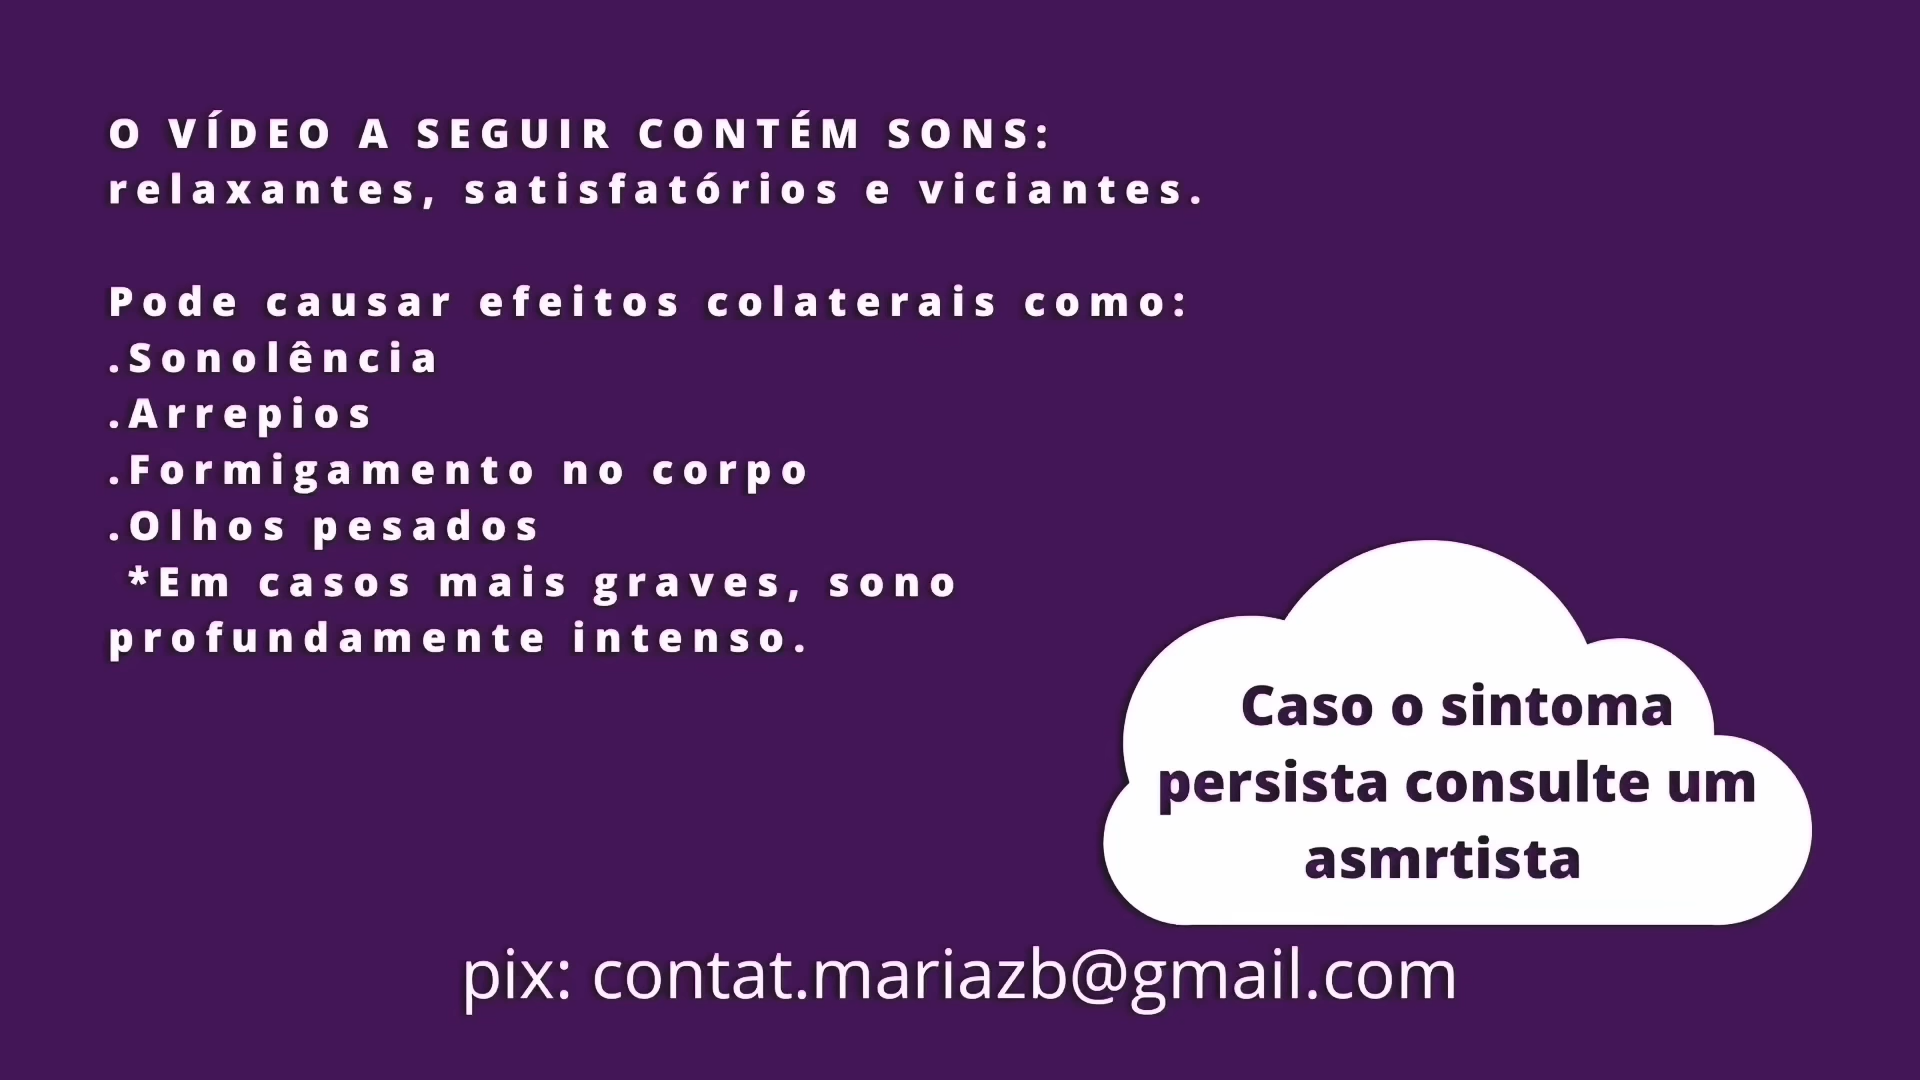 O VÍDEO A SEGUIR CONTÉM SONS:
relaxantes, satisfatórios e viciantes.
Pode causar efeitos colaterais como:
.Sonolência
.Arrepios
.Formigamento no corpo
.Olhos pesados
*Em casos mais graves, sono
profundamente intenso.
Caso o sintoma
persista consulte um
asmrtista
pix: contat.mariazb@gmail.com